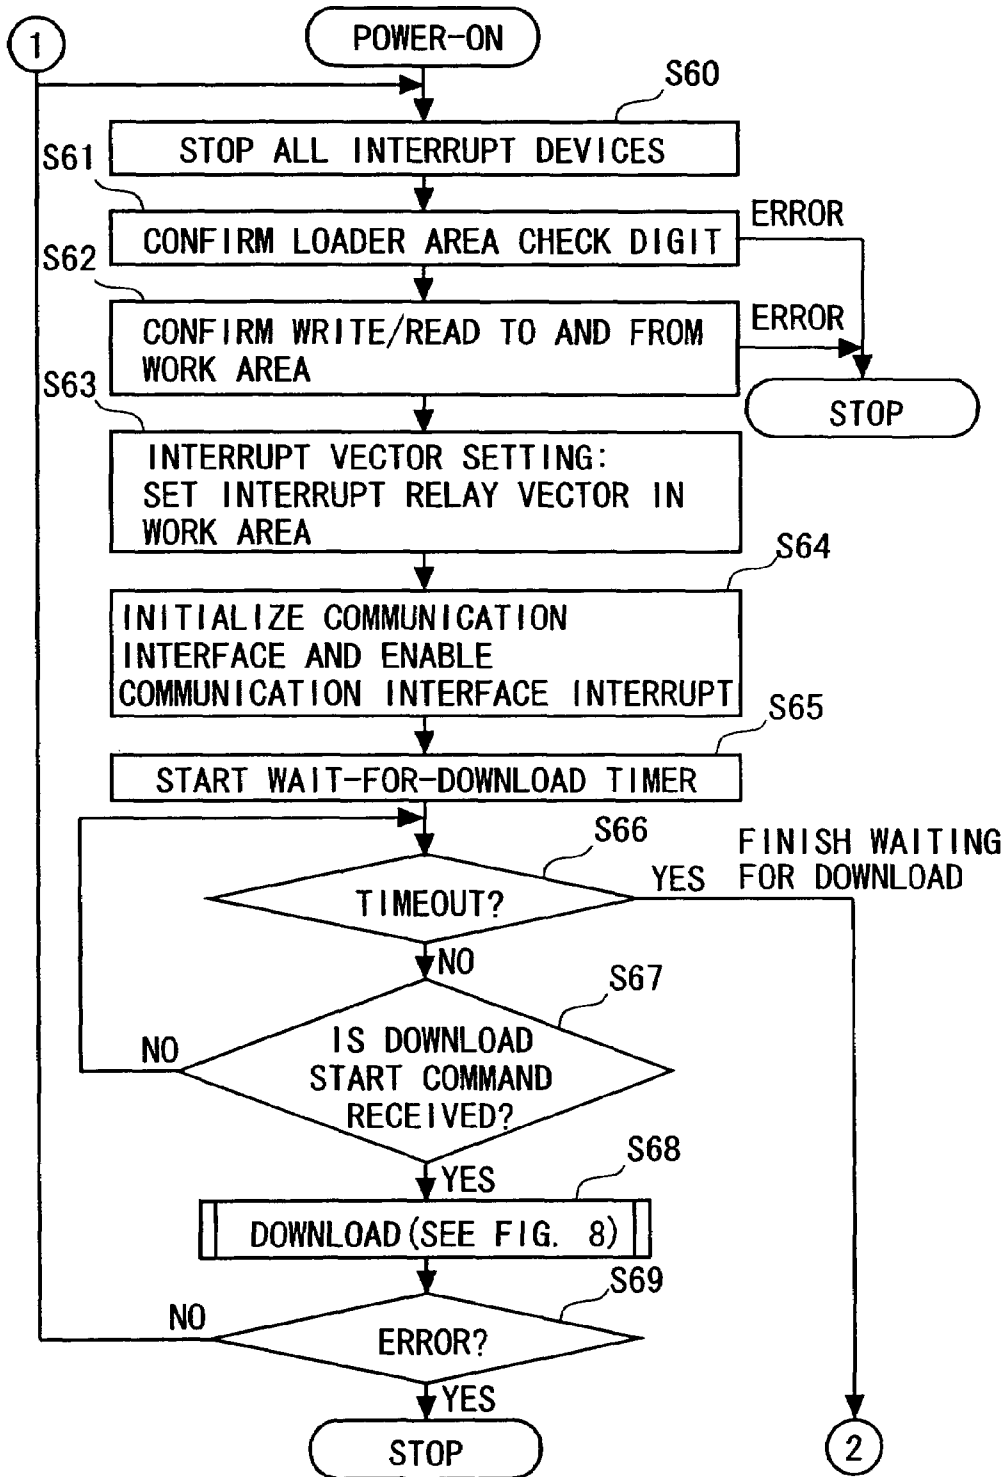 1
POWER-ON
S60
STOP ALL INTERRUPT DEVICES
S61
CONFIRM LOADER AREA CHECK DIGIT
ERROR
S62
CONFIRM WRITE/READ TO AND FROM
WORK AREA
ERROR
STOP
S63
INTERRUPT VECTOR SETTING:
SET INTERRUPT RELAY VECTOR IN
WORK AREA
S64
INITIALIZE COMMUNICATION
INTERFACE AND ENABLE
COMMUNICATION INTERFACE INTERRUPT
S65
START WAIT-FOR-DOWNLOAD TIMER
S66
TIMEOUT?
YES
FINISH WAITING
FOR DOWNLOAD
NO
S67
IS DOWNLOAD
START COMMAND
RECEIVED?
NO
YES
S68
DOWNLOAD(SEE FIG. 8)
S69
ERROR?
NO
YES
STOP
2